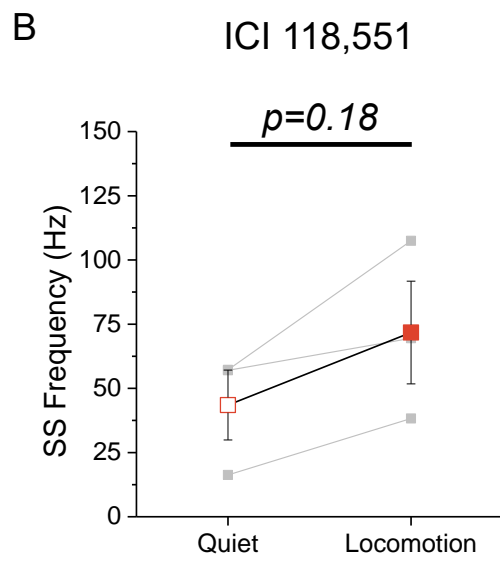 B
ICI 118,551
p=0.18
150
125
100
75
50
25
0
SS Frequency (Hz)
Quiet Locomotion